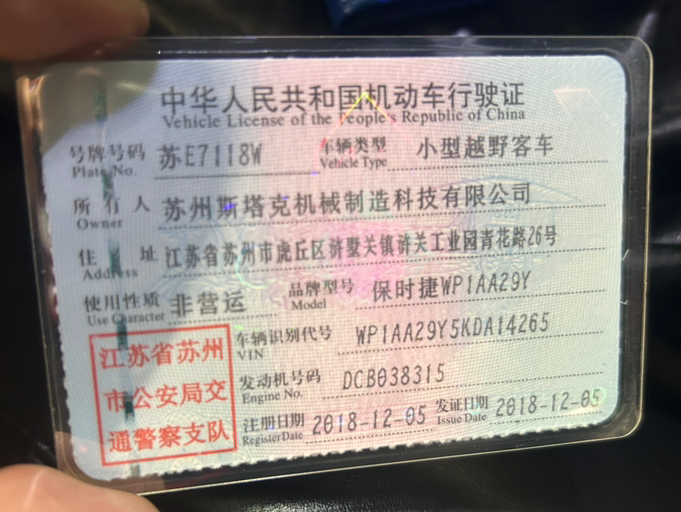 中华人民共和国机动车行驶证
Vehicle License of the People's Republic of China
号牌号码 苏E7118W 车辆类型 小型越野客车
Plate No. Vehicle Type
所有人 苏州斯塔克机械制造科技有限公司
Owner
住址 江苏省苏州市虎丘区浒墅关镇浒关工业园青花路26号
Address
使用性质 非营运 品牌型号 保时捷WP1AA29Y
Use Character Model
车辆识别代号 WP1AA29Y5KDA14265
VIN
发动机号码 DCB038315
Engine No.
注册日期 2018-12-05 发证日期 2018-12-05
Register Date Issue Date
江苏省苏州
市公安局交
通警察支队